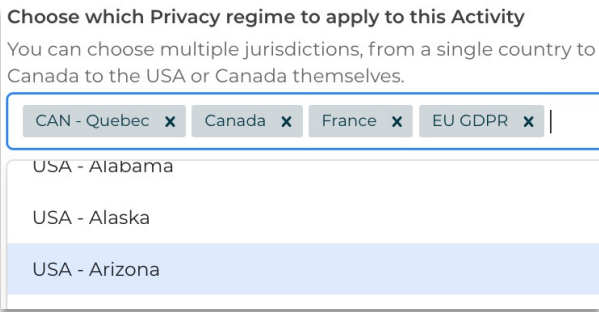 Choose which Privacy regime to apply to this Activity
You can choose multiple jurisdictions, from a single country to
Canada to the USA or Canada themselves.
CAN - Quebec x Canada x France x EU GDPR x
USA - Alabama
USA - Alaska
USA - Arizona